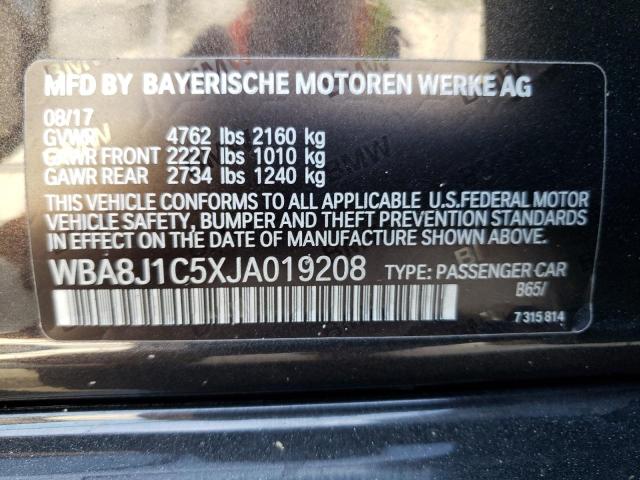 MFD BY BAYERISCHE MOTOREN WERKE AG
08/17
GVWR 4762 lbs 2160 kg
GAWR FRONT 2227 lbs 1010 kg
GAWR REAR 2734 lbs 1240 kg
THIS VEHICLE CONFORMS TO ALL APPLICABLE U.S.FEDERAL MOTOR
VEHICLE SAFETY, BUMPER AND THEFT PREVENTION STANDARDS
IN EFFECT ON THE DATE OF MANUFACTURE SHOWN ABOVE.
WBA8J1C5XJA019208 TYPE: PASSENGER CAR
B65/
7315814